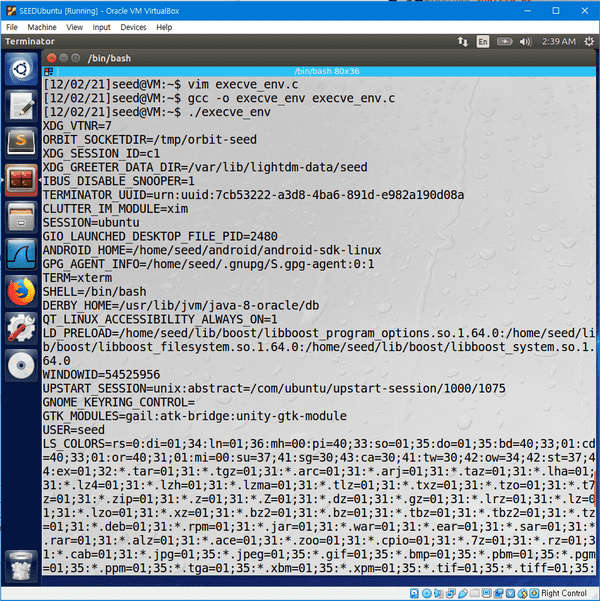 SEEDUbuntu [Running] - Oracle VM VirtualBox
File Machine View Input Devices Help
Terminator En 2:39 AM
/bin/bash
/bin/bash 80x36
[12/02/21]seed@VM:~$ vim execve_env.c
[12/02/21]seed@VM:~$ gcc -o execve_env execve_env.c
[12/02/21]seed@VM:~$ ./execve_env
XDG_VTNR=7
ORBIT_SOCKETDIR=/tmp/orbit-seed
XDG_SESSION_ID=c1
XDG_GREETER_DATA_DIR=/var/lib/lightdm-data/seed
IBUS_DISABLE_SNOOPER=1
TERMINATOR_UUID=urn:uuid:7cb53222-a3d8-4ba6-891d-e982a190d08a
CLUTTER_IM_MODULE=xim
SESSION=ubuntu
GIO_LAUNCHED_DESKTOP_FILE_PID=2480
ANDROID_HOME=/home/seed/android/android-sdk-linux
GPG_AGENT_INFO=/home/seed/.gnupg/S.gpg-agent:0:1
TERM=xterm
SHELL=/bin/bash
DERBY_HOME=/usr/lib/jvm/java-8-oracle/db
QT_LINUX_ACCESSIBILITY_ALWAYS_ON=1
LD_PRELOAD=/home/seed/lib/boost/libboost_program_options.so.1.64.0:/home/seed/li
b/boost/libboost_filesystem.so.1.64.0:/home/seed/lib/boost/libboost_system.so.1.
64.0
WINDOWID=54525956
UPSTART_SESSION=unix:abstract=/com/ubuntu/upstart-session/1000/1075
GNOME_KEYRING_CONTROL=
GTK_MODULES=gail:atk-bridge:unity-gtk-module
USER=seed
LS_COLORS=rs=0:di=01;34:ln=01;36:mh=00:pi=40;33:so=01;35:do=01;35:bd=40;33;01:cd
=40;33;01:or=40;31;01:mi=00:su=37;41:sg=30;43:ca=30;41:tw=30;42:ow=34;42:st=37;4
4:ex=01;32:*.tar=01;31:*.tgz=01;31:*.arc=01;31:*.arj=01;31:*.taz=01;31:*.lha=01;
31:*.lz4=01;31:*.lzh=01;31:*.lzma=01;31:*.tlz=01;31:*.txz=01;31:*.tzo=01;31:*.t7
z=01;31:*.zip=01;31:*.z=01;31:*.Z=01;31:*.dz=01;31:*.gz=01;31:*.lrz=01;31:*.lz=0
1;31:*.lzo=01;31:*.xz=01;31:*.bz2=01;31:*.bz=01;31:*.tbz=01;31:*.tbz2=01;31:*.tz
=01;31:*.deb=01;31:*.rpm=01;31:*.jar=01;31:*.war=01;31:*.ear=01;31:*.sar=01;31:*
.rar=01;31:*.alz=01;31:*.ace=01;31:*.zoo=01;31:*.cpio=01;31:*.7z=01;31:*.rz=01;3
1:*.cab=01;31:*.jpg=01;35:*.jpeg=01;35:*.gif=01;35:*.bmp=01;35:*.pbm=01;35:*.pgm
=01;35:*.ppm=01;35:*.tga=01;35:*.xbm=01;35:*.xpm=01;35:*.tif=01;35:*.tiff=01;35:
Right Control